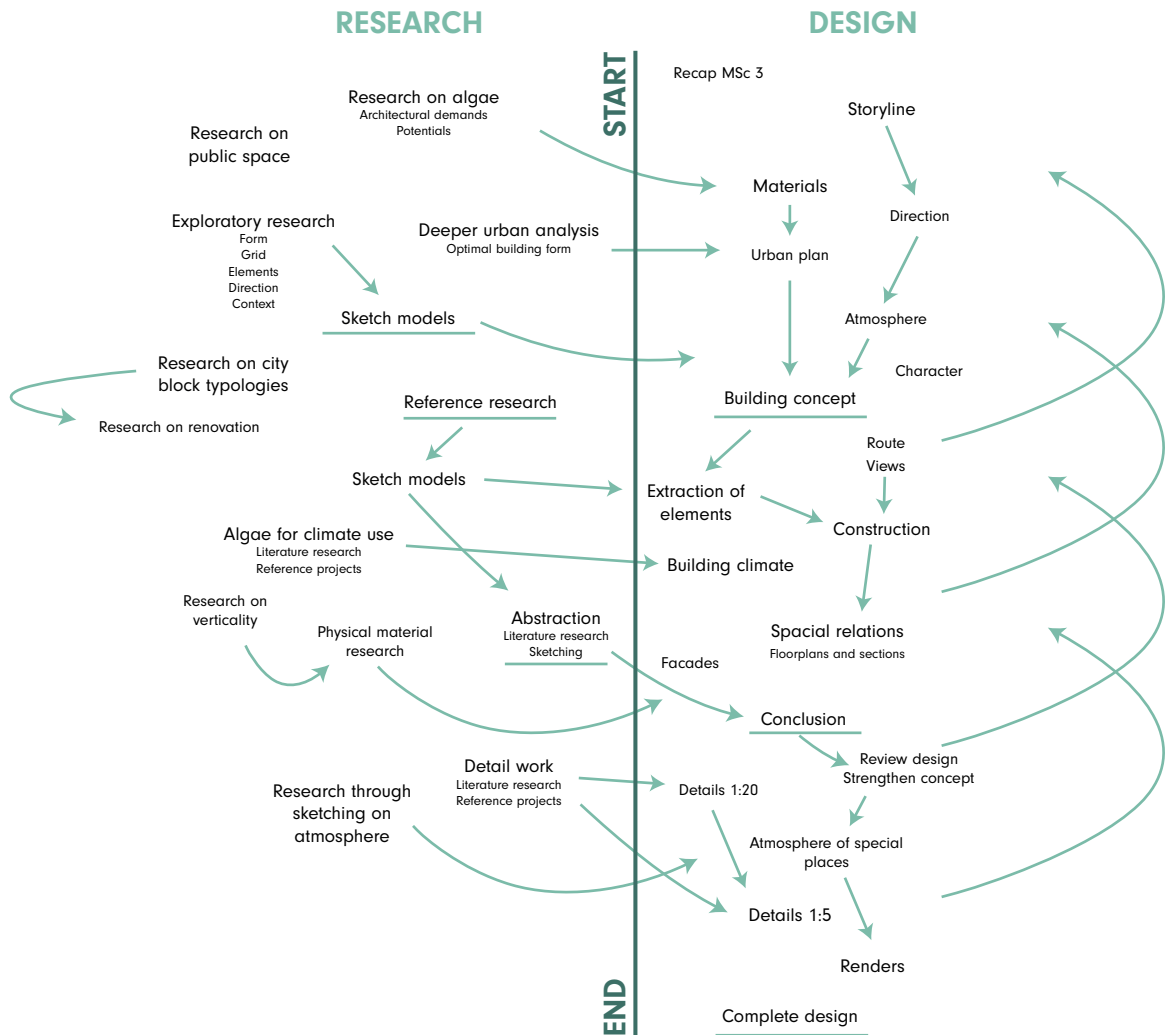 RESEARCH
DESIGN
START
Recap MSc 3
Research on algae
Architectural demands
Potentials
Storyline
Research on
public space
Materials
Exploratory research
Form
Grid
Elements
Direction
Context
Deeper urban analysis
Optimal building form
Direction
Urban plan
Sketch models
Atmosphere
Research on city
block typologies
Character
Reference research
Building concept
Research on renovation
Route
Views
Sketch models
Extraction of
elements
Algae for climate use
Literature research
Reference projects
Construction
Building climate
Research on
verticality
Physical material
research
Abstraction
Literature research
Sketching
Spacial relations
Floorplans and sections
Facades
Conclusion
Detail work
Literature research
Reference projects
Review design
Strengthen concept
Research through
sketching on
atmosphere
Details 1:20
Atmosphere of special
places
Details 1:5
Renders
END
Complete design